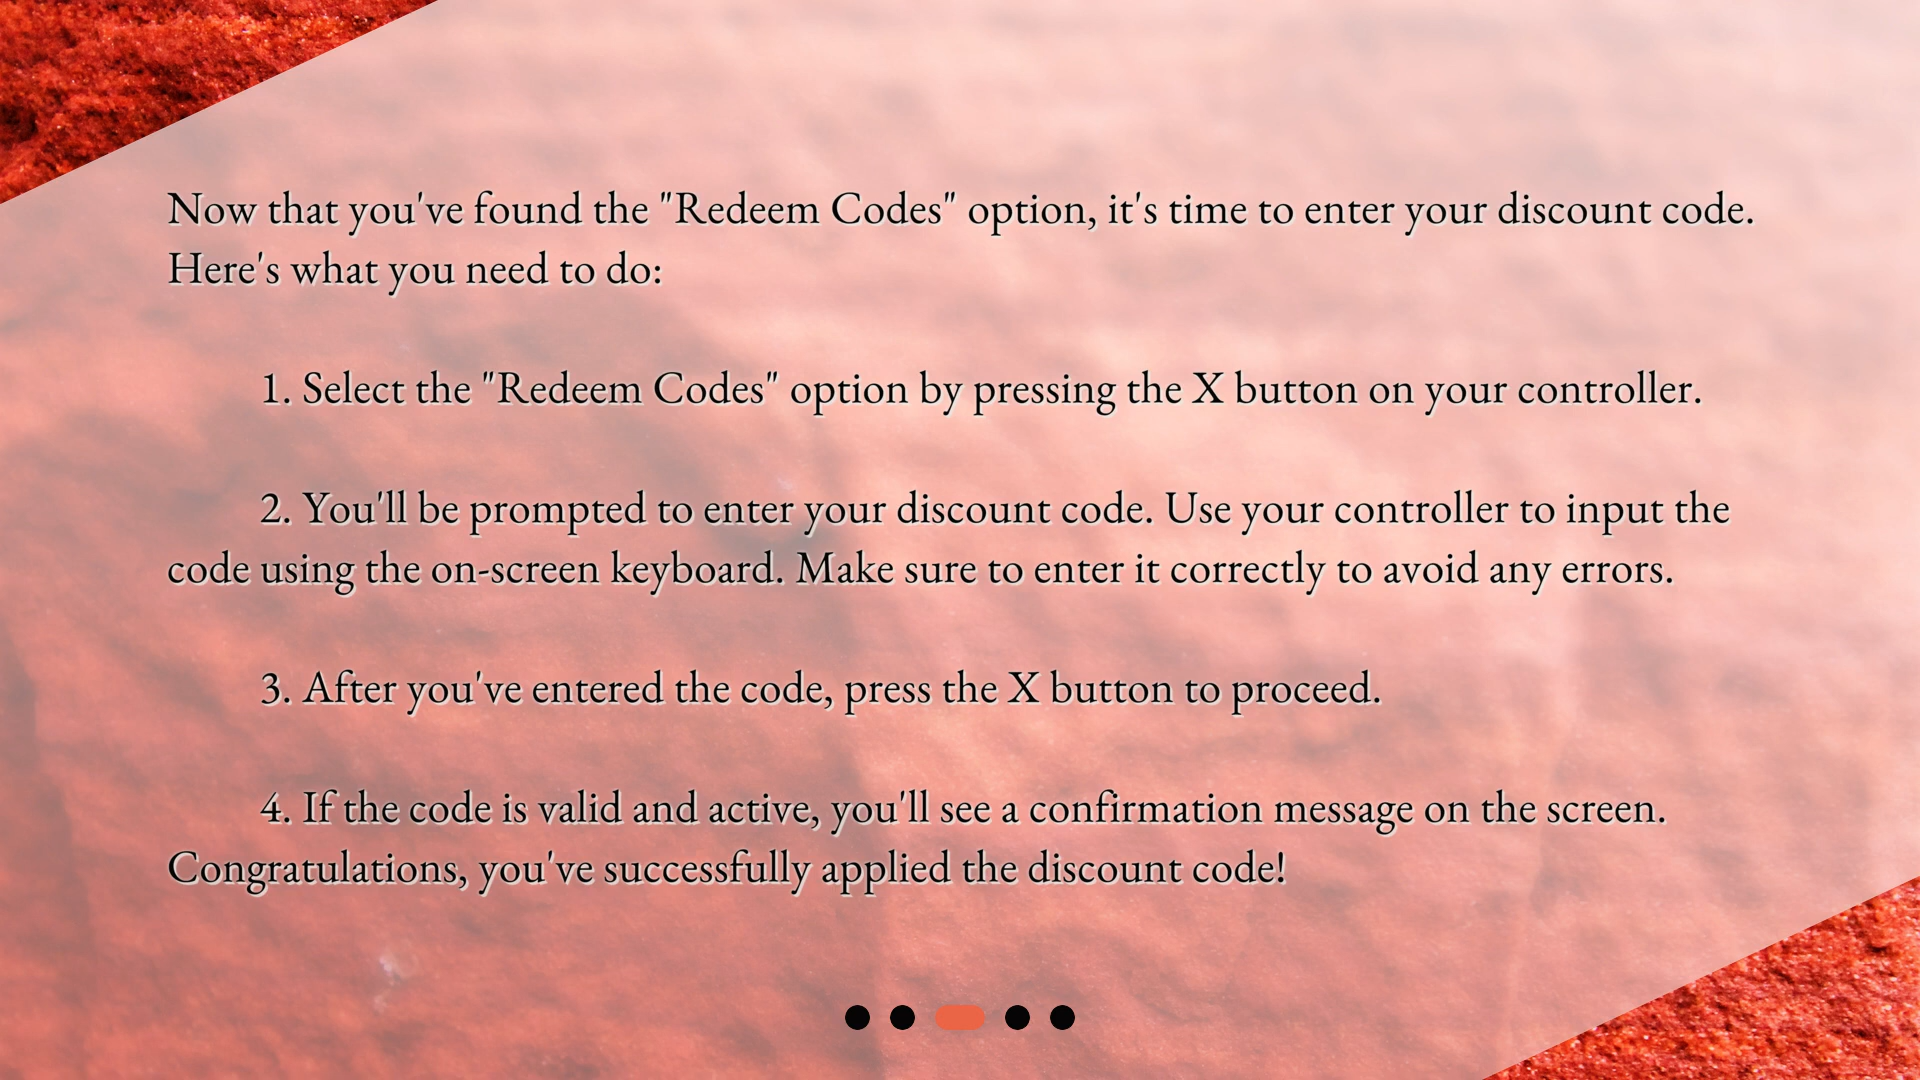 Now that you've found the "Redeem Codes" option, it's time to enter your discount code.
Here's what you need to do:
1. Select the "Redeem Codes" option by pressing the X button on your controller.
2. You'll be prompted to enter your discount code. Use your controller to input the
code using the on-screen keyboard. Make sure to enter it correctly to avoid any errors.
3. After you've entered the code, press the X button to proceed.
4. If the code is valid and active, you'll see a confirmation message on the screen.
Congratulations, you've successfully applied the discount code!